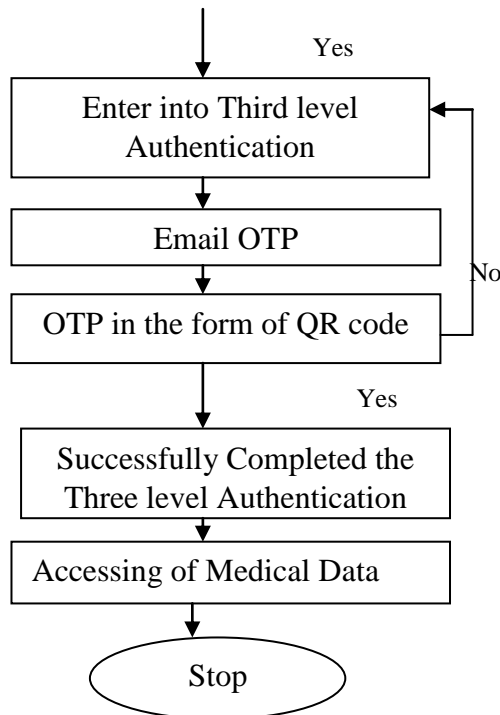 Yes
Enter into Third level
Authentication
Email OTP
No
OTP in the form of QR code
Yes
Successfully Completed the
Three level Authentication
Accessing of Medical Data
Stop